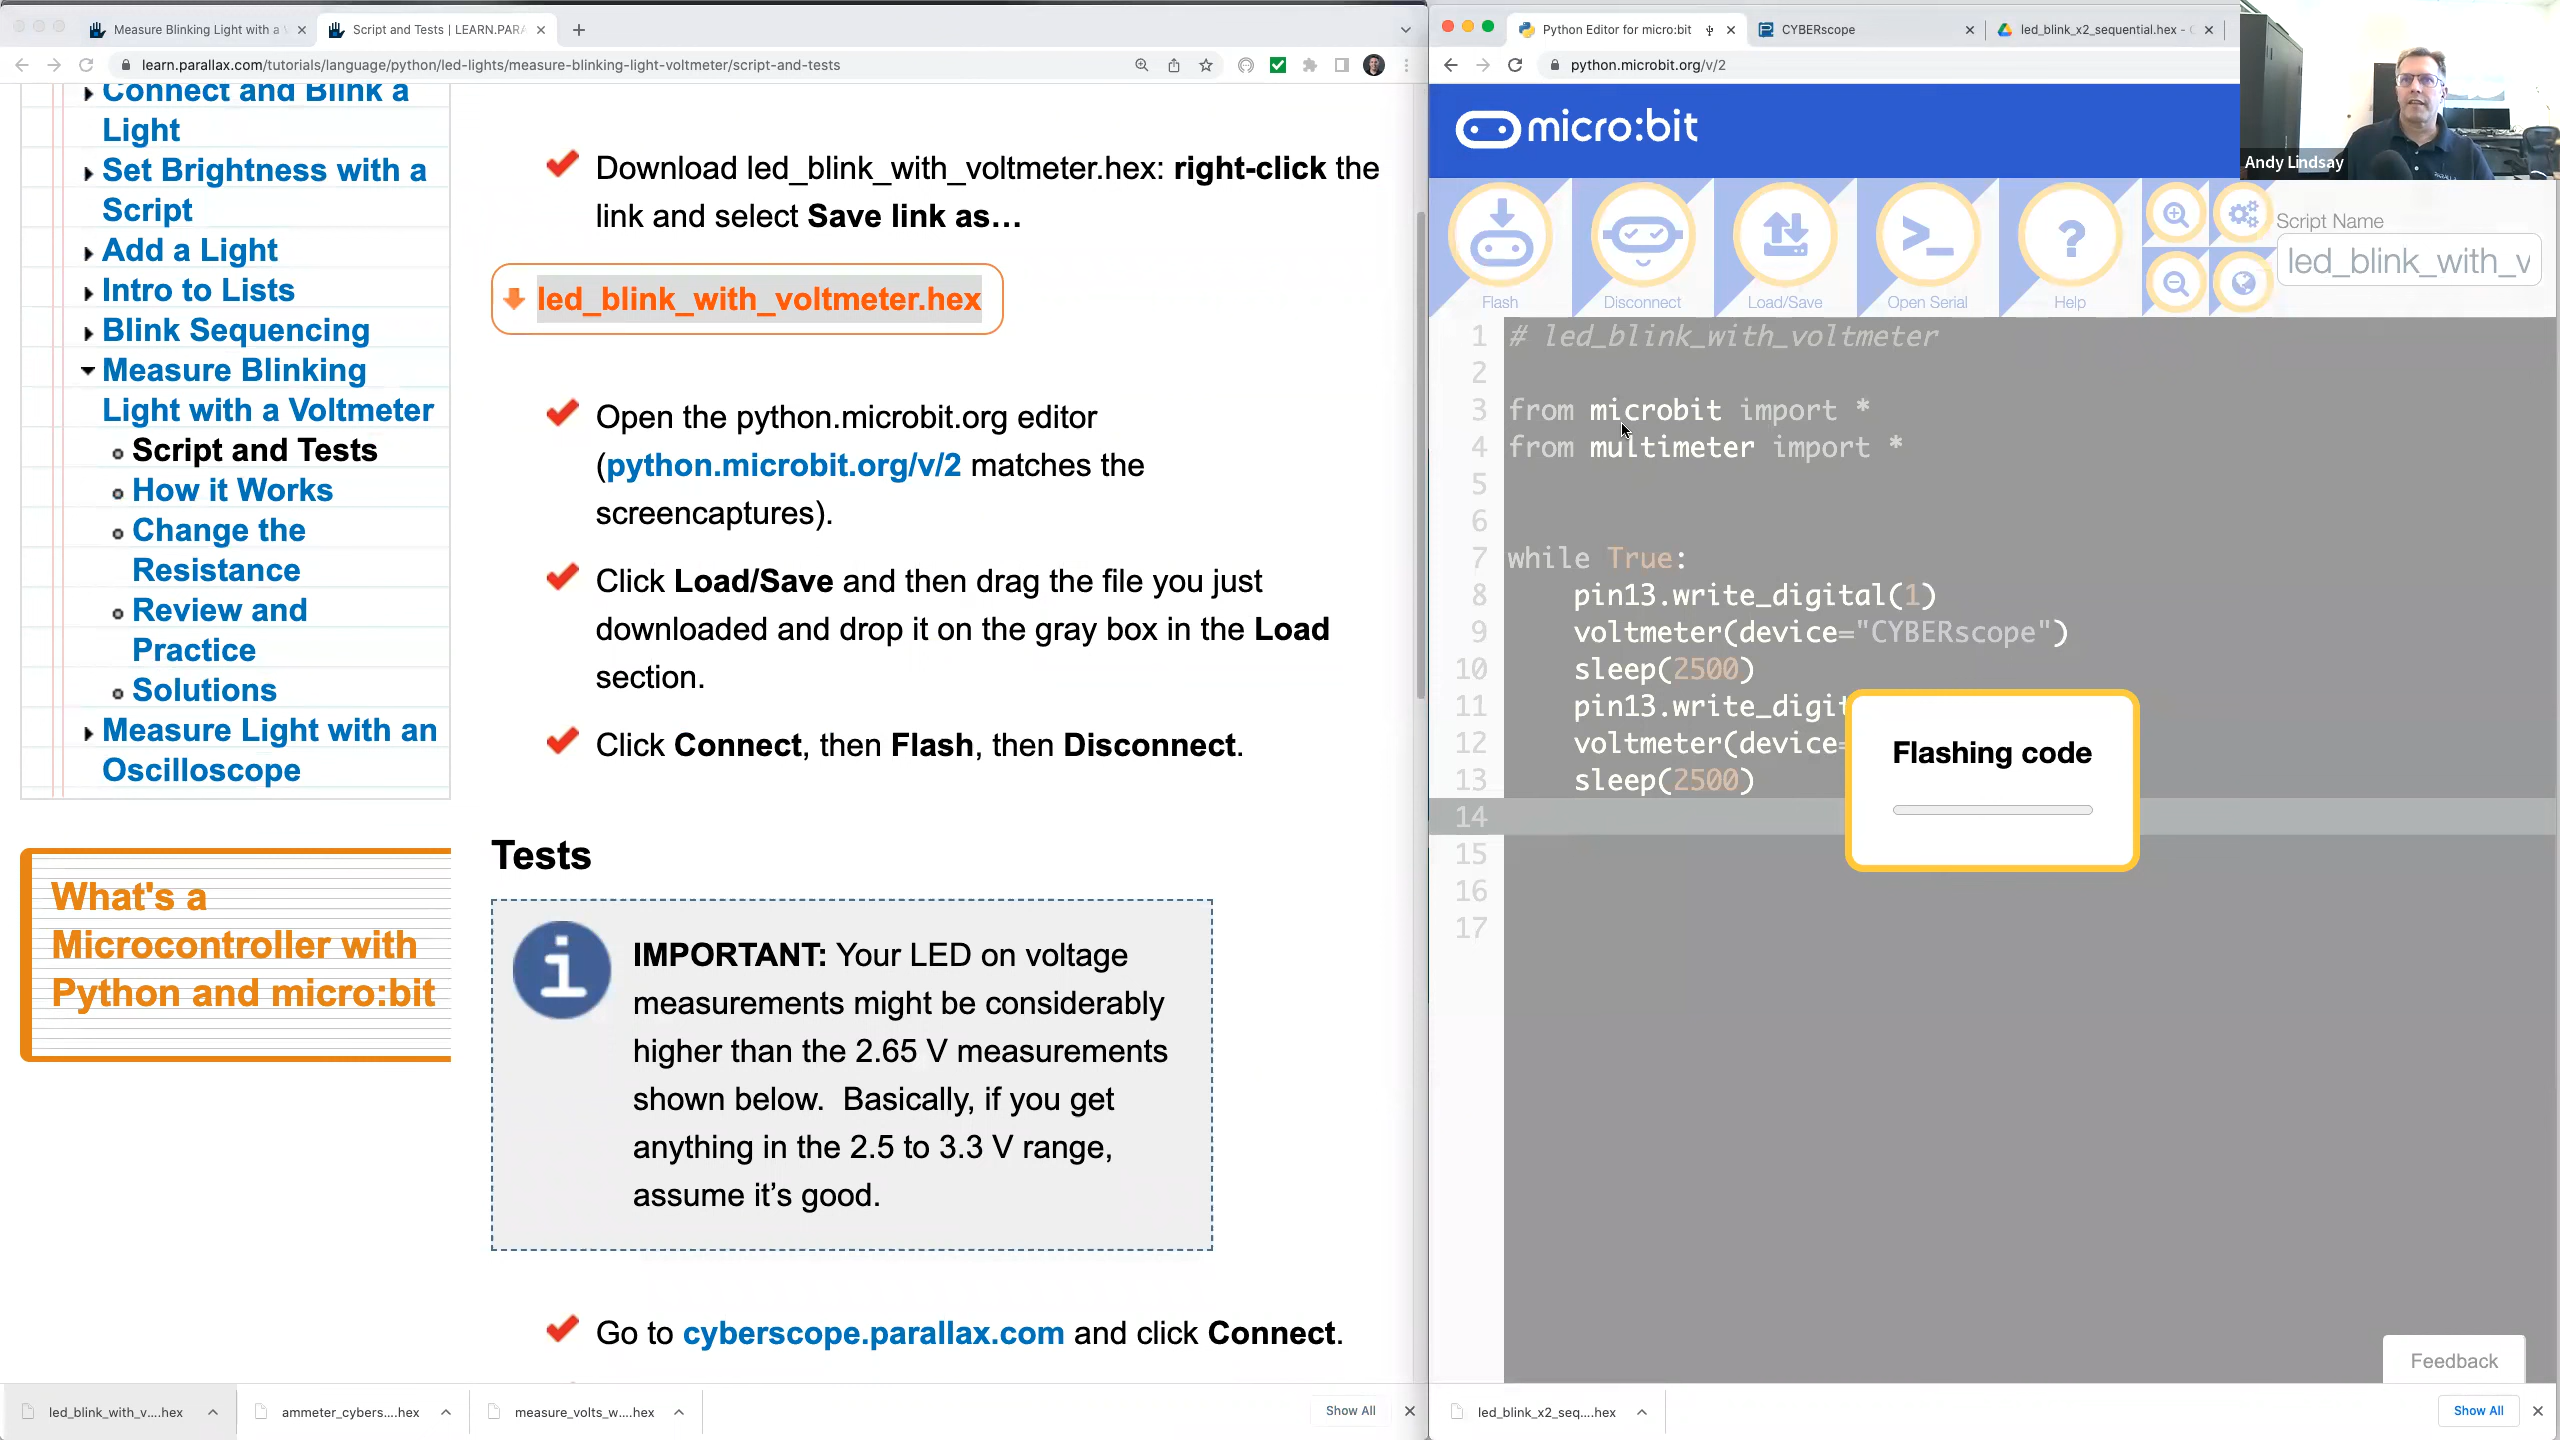 Measure Blinking Light with a
Script and Tests | LEARN.PAR
learn.parallax.com/tutorials/language/python/led-lights/measure-blinking-light-voltmeter/script-and-tests
Connect and Blink a
Light
Set Brightness with a
Script
Add a Light
Intro to Lists
Blink Sequencing
Measure Blinking
Light with a Voltmeter
Script and Tests
How it Works
Change the
Resistance
Review and
Practice
Solutions
Measure Light with an
Oscilloscope
What's a
Microcontroller with
Python and micro:bit
Download led_blink_with_voltmeter.hex: right-click the
link and select Save link as…
led_blink_with_voltmeter.hex
Open the python.microbit.org editor
(python.microbit.org/v/2 matches the
screencaptures).
Click Load/Save and then drag the file you just
downloaded and drop it on the gray box in the Load
section.
Click Connect, then Flash, then Disconnect.
Tests
IMPORTANT: Your LED on voltage
measurements might be considerably
higher than the 2.65 V measurements
shown below.  Basically, if you get
anything in the 2.5 to 3.3 V range,
assume it's good.
Go to cyberscope.parallax.com and click Connect.
led_blink_with_v....hex
ammeter_cybers....hex
measure_volts_w....hex
Show All
Python Editor for micro:bit
CYBERscope
led_blink_x2_sequential.hex -
python.microbit.org/v/2
micro:bit
Andy Lindsay
Flash
Disconnect
Load/Save
Open Serial
Help
Script Name
led_blink_with_v
1 # led_blink_with_voltmeter
2
3 from microbit import *
4 from multimeter import *
5
6
7 while True:
8 pin13.write_digital(1)
9 voltmeter(device="CYBERscope")
10 sleep(2500)
11 pin13.write_digit
12 voltmeter(device=
13 sleep(2500)
14
15
16
17
Flashing code
Feedback
led_blink_x2_seq....hex
Show All